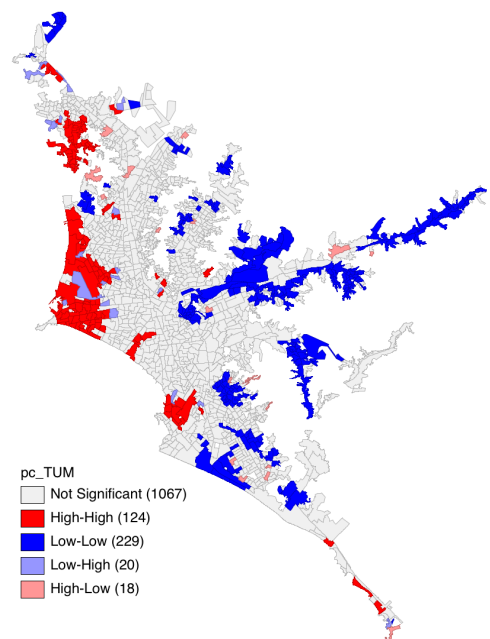 pc_TUM
Not Significant (1067)
High-High (124)
Low-Low (229)
Low-High (20)
High-Low (18)